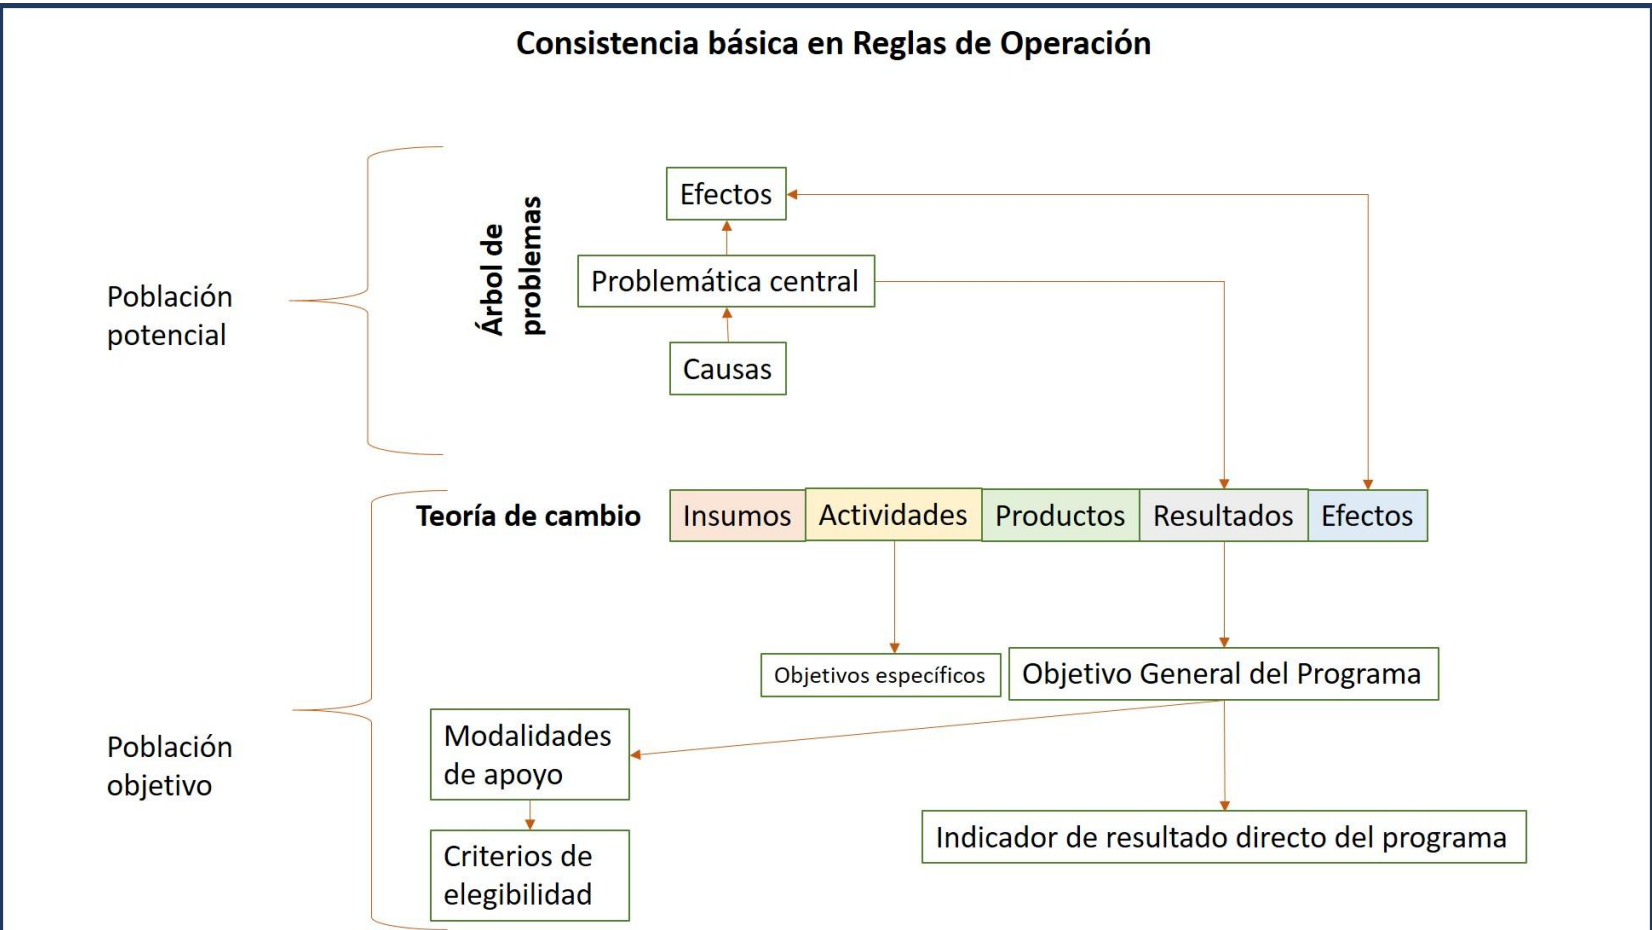 Consistencia básica en Reglas de Operación
Árbol de
problemas
Efectos
Problemática central
Causas
Población
potencial
Teoría de cambio
Insumos
Actividades
Productos
Resultados
Efectos
Objetivos específicos
Objetivo General del Programa
Población
objetivo
Modalidades
de apoyo
Indicador de resultado directo del programa
Criterios de
elegibilidad